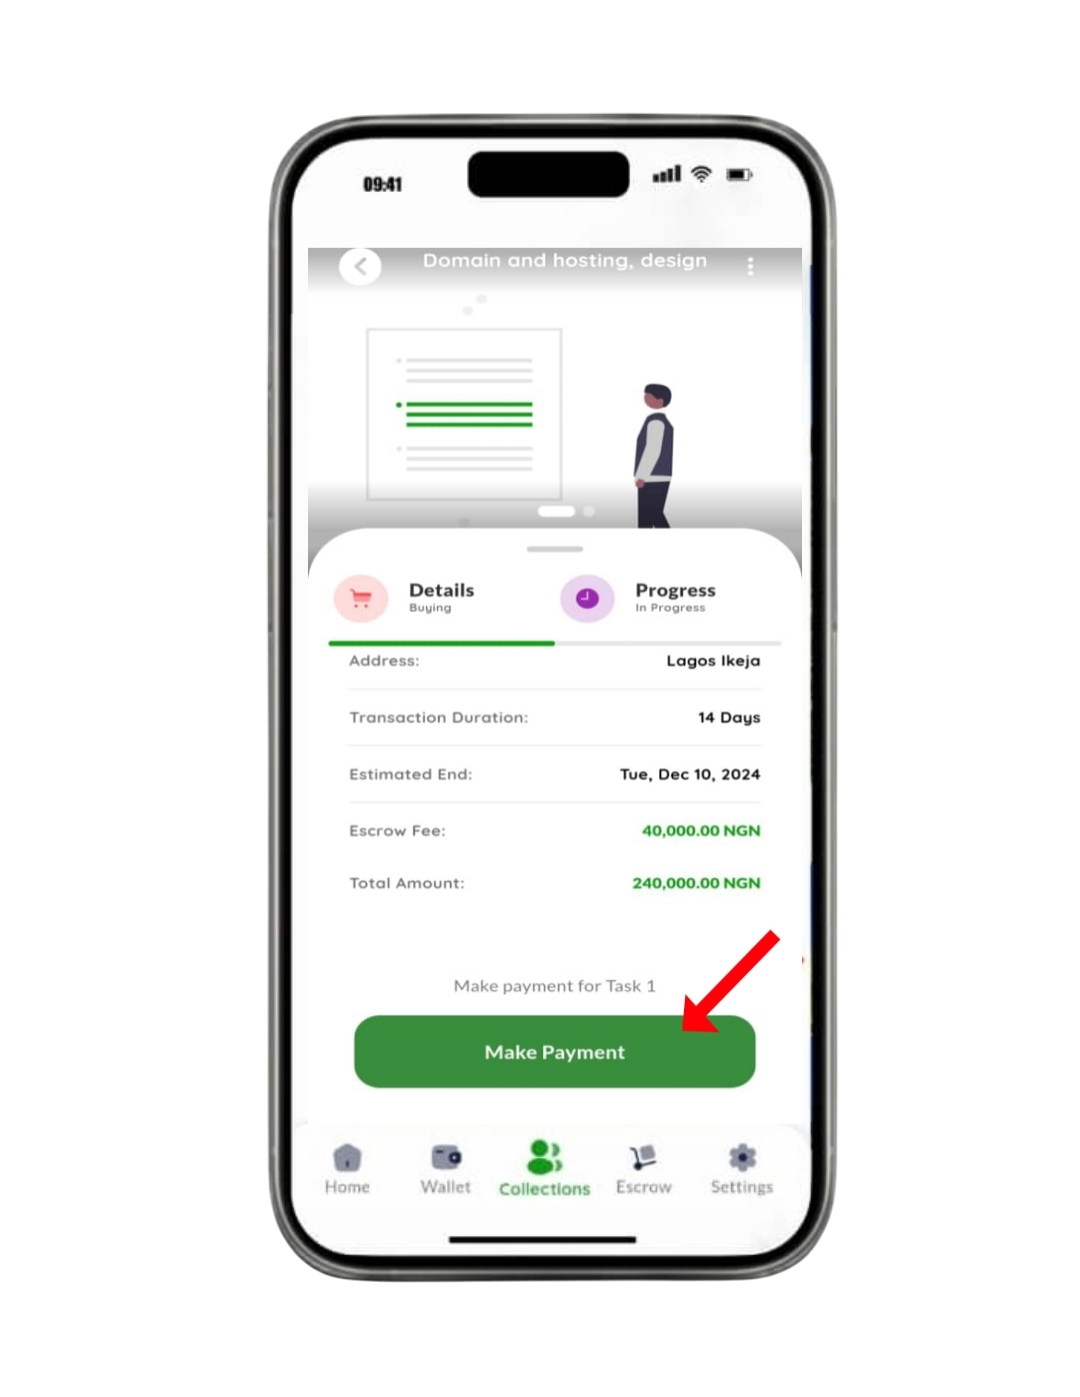 09:41
Domain and hosting, design
Details
Buying
Progress
In Progress
Address: Lagos Ikeja
Transaction Duration: 14 Days
Estimated End: Tue, Dec 10, 2024
Escrow Fee: 40,000.00 NGN
Total Amount: 240,000.00 NGN
Make payment for Task 1
Make Payment
Home Wallet Collections Escrow Settings